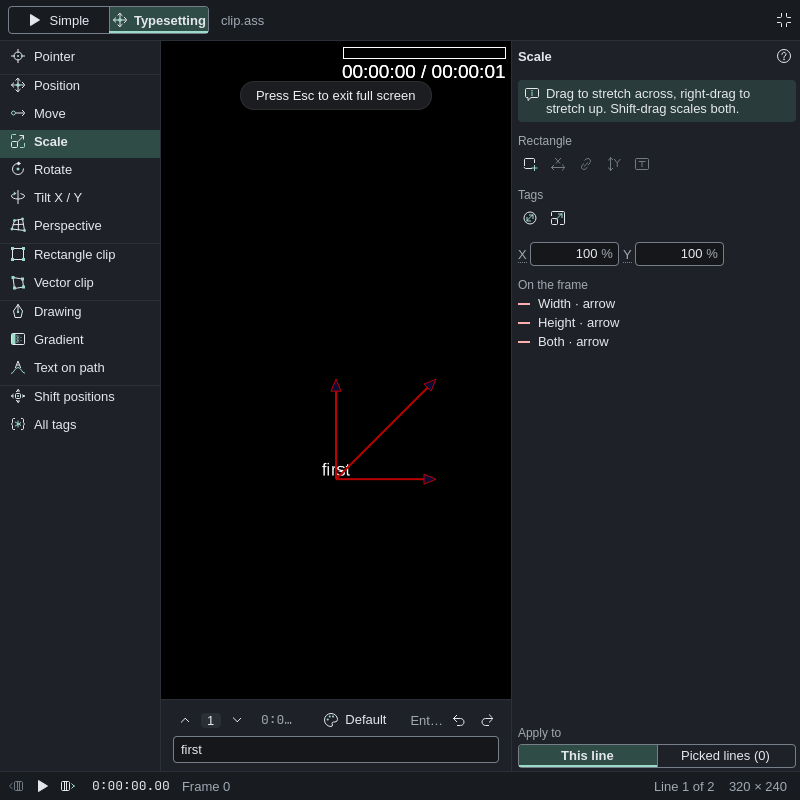 Simple
Typesetting
clip.ass
Pointer
Position
Move
Scale
Rotate
Tilt X / Y
Perspective
Rectangle clip
Vector clip
Drawing
Gradient
Text on path
Shift positions
All tags
00:00:00 / 00:00:01
Press Esc to exit full screen
first
1
0:0…
Default
Ent…
first
Scale
Drag to stretch across, right-drag to
stretch up. Shift-drag scales both.
Rectangle
Tags
X 100 % Y 100 %
On the frame
Width · arrow
Height · arrow
Both · arrow
Apply to
This line
Picked lines (0)
0:00:00.00
Frame 0
Line 1 of 2
320 × 240